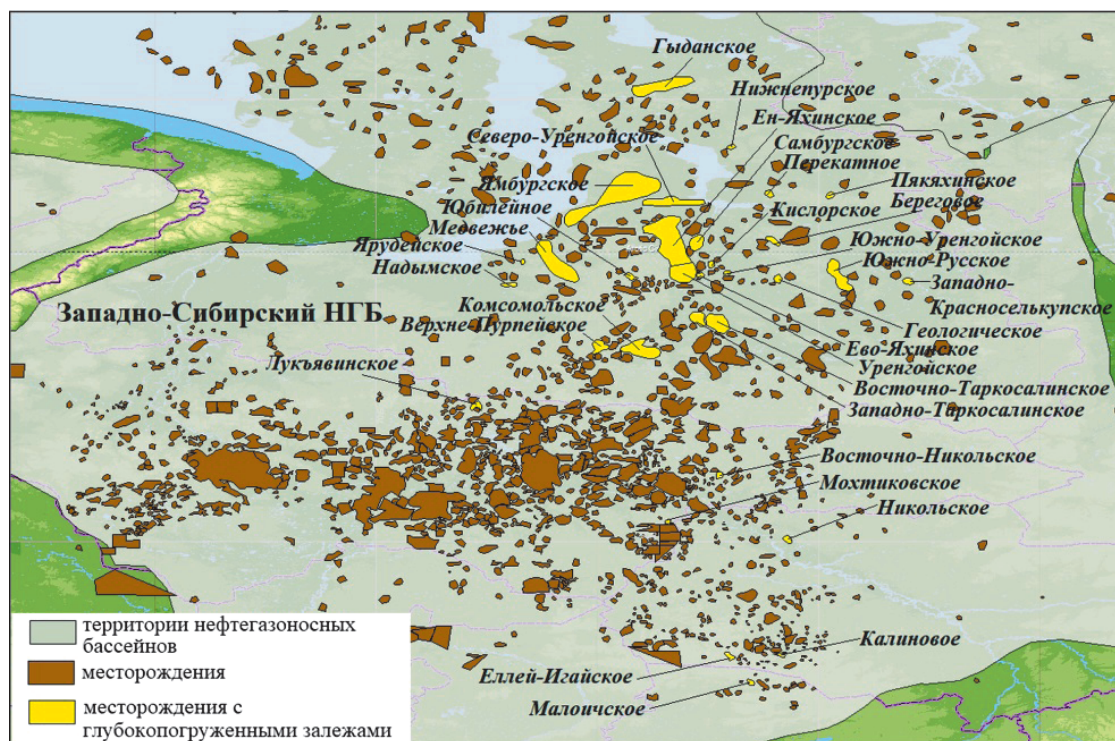 Гыданское
Нижнепурское
Ен-Яхинское
Северо-Уренгойское
Самбургское
Перекатное
Ямбургское
Пякяхинское
Юбилейное
Береговое
Кислорское
Медвежье
Ярудейское
Южно-Уренгойское
Надымское
Южно-Русское
Западно-
Красноселькупское
Западно-Сибирский НГБ
Комсомольское
Верхне-Пурпейское
Геологическое
Ево-Яхинское
Лукъявинское
Уренгойское
Восточно-Таркосалинское
Западно-Таркосалинское
Восточно-Никольское
Мохтиковское
Никольское
Калиновое
Еллей-Игайское
Малоичское
территории нефтегазоносных
бассейнов
месторождения
месторождения с
глубокопогруженными залежами